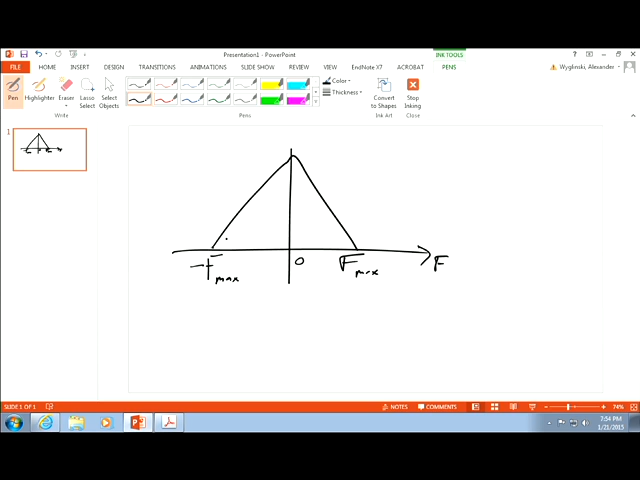 Presentation1 - PowerPoint
INK TOOLS
FILE HOME INSERT DESIGN TRANSITIONS ANIMATIONS SLIDE SHOW REVIEW VIEW EndNote X7 ACROBAT PENS
Wyglinski, Alexander
Pen Highlighter Eraser Lasso Select Select Objects
Color
Thickness
Convert to Shapes
Stop Inking
Write Pens Ink Art Close
1
-Fmax 0 Fmax F
SLIDE 1 OF 1 NOTES COMMENTS 74%
7:54 PM
1/21/2015